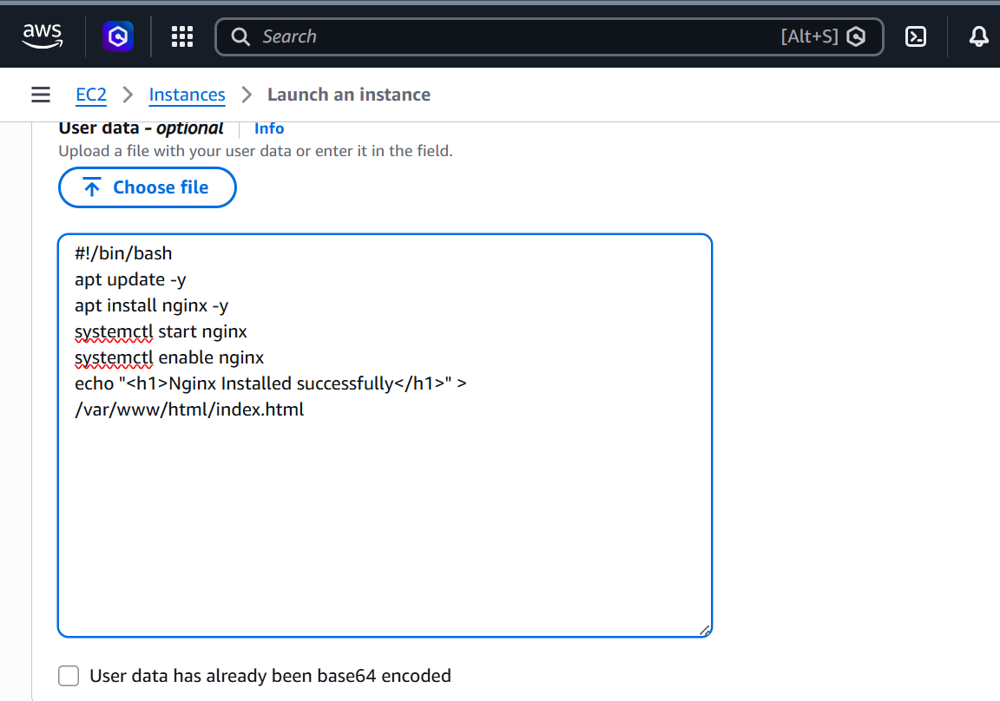 aws
Search
[Alt+S]
EC2
Instances
Launch an instance
User data - optional
Info
Upload a file with your user data or enter it in the field.
Choose file
#!/bin/bash
apt update -y
apt install nginx -y
systemctl start nginx
systemctl enable nginx
echo "<h1>Nginx Installed successfully</h1>" >
/var/www/html/index.html
User data has already been base64 encoded